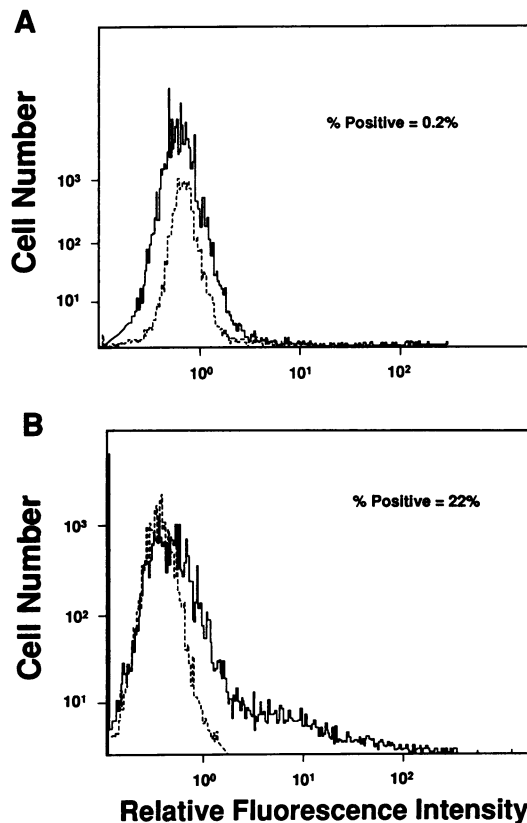 A
Cell Number
% Positive = 0.2%
10³
10²
10¹
10⁰ 10¹ 10²
B
Cell Number
% Positive = 22%
10³
10²
10¹
10⁰ 10¹ 10²
Relative Fluorescence Intensity